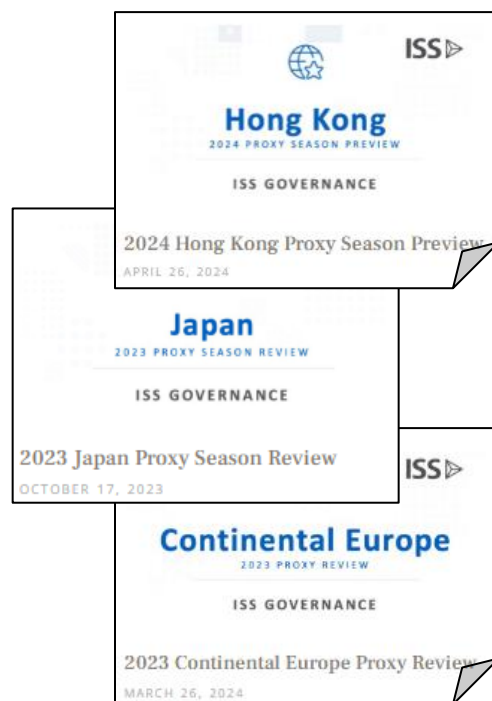 ISS
Hong Kong
2024 PROXY SEASON PREVIEW
ISS GOVERNANCE
2024 Hong Kong Proxy Season Preview
APRIL 26, 2024
Japan
2023 PROXY SEASON REVIEW
ISS GOVERNANCE
2023 Japan Proxy Season Review
OCTOBER 17, 2023
ISS
Continental Europe
2023 PROXY REVIEW
ISS GOVERNANCE
2023 Continental Europe Proxy Review
MARCH 26, 2024